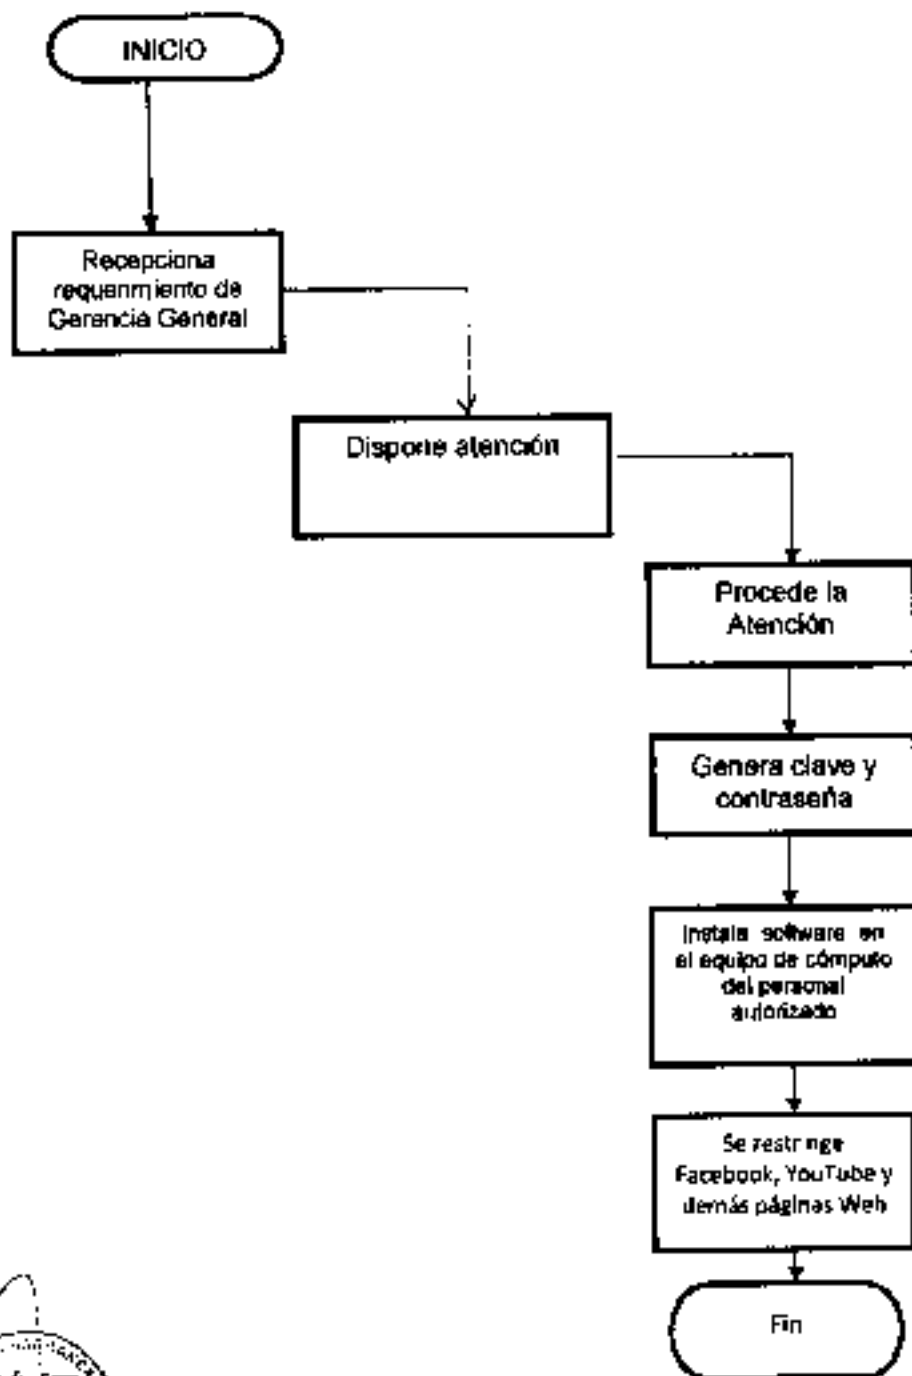 INICIO
Recepciona
requerimiento de
Gerencia General
Dispone atención
Procede la
Atención
Genera clave y
contraseña
Instala software en
el equipo de cómputo
del personal
autorizado
Se restringe
Facebook, YouTube y
demás páginas Web
Fin